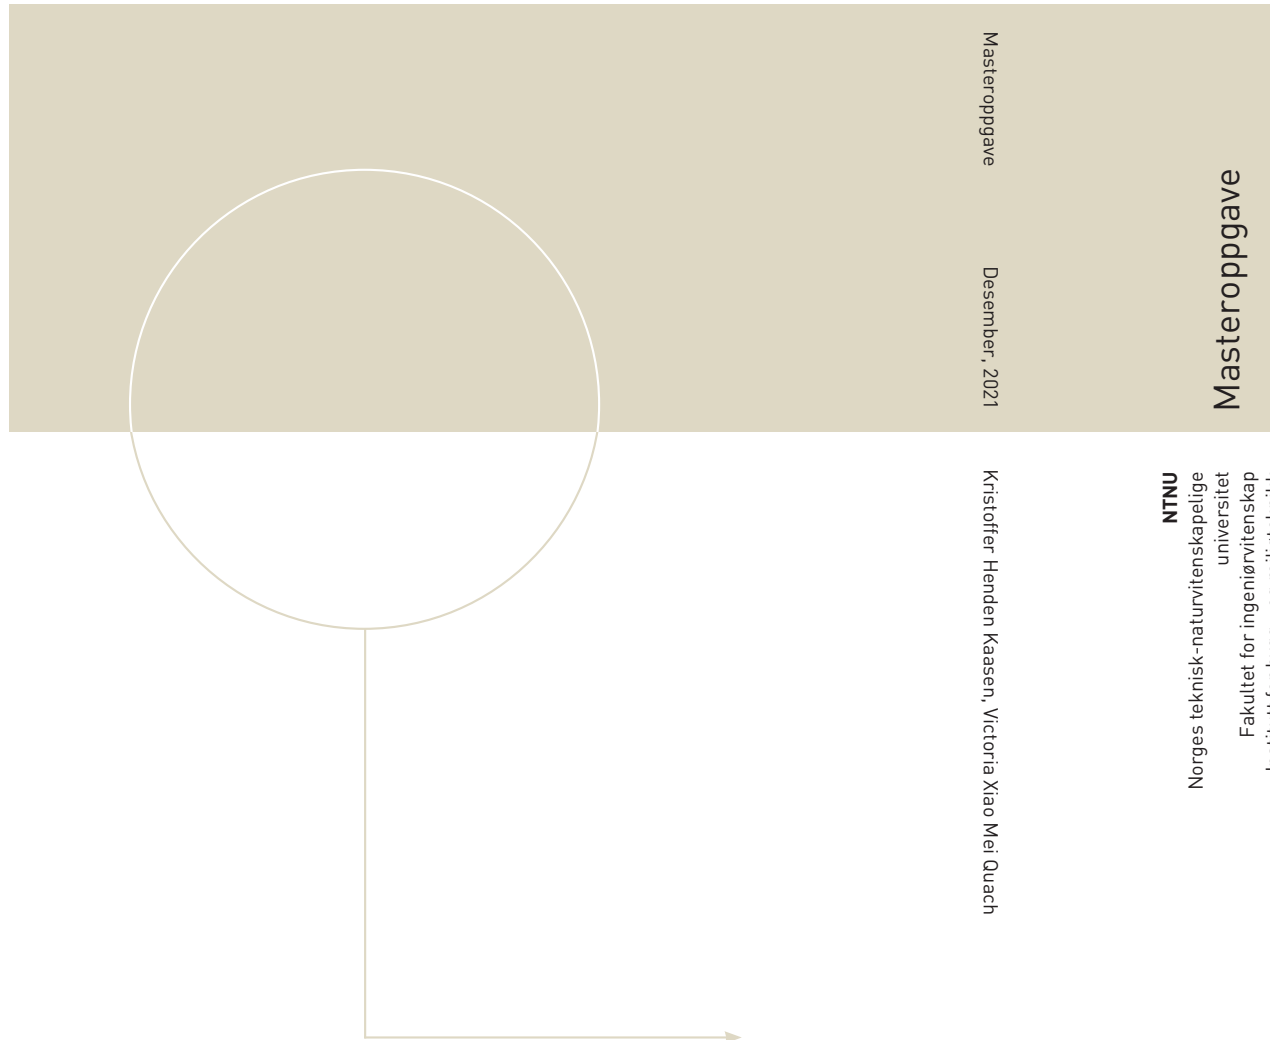 Masteroppgave
Desember, 2021
Kristoffer Henden Kaasen, Victoria Xiao Mei Quach
Masteroppgave
NTNU
Norges teknisk-naturvitenskapelige
universitet
Fakultet for ingeniørvitenskap